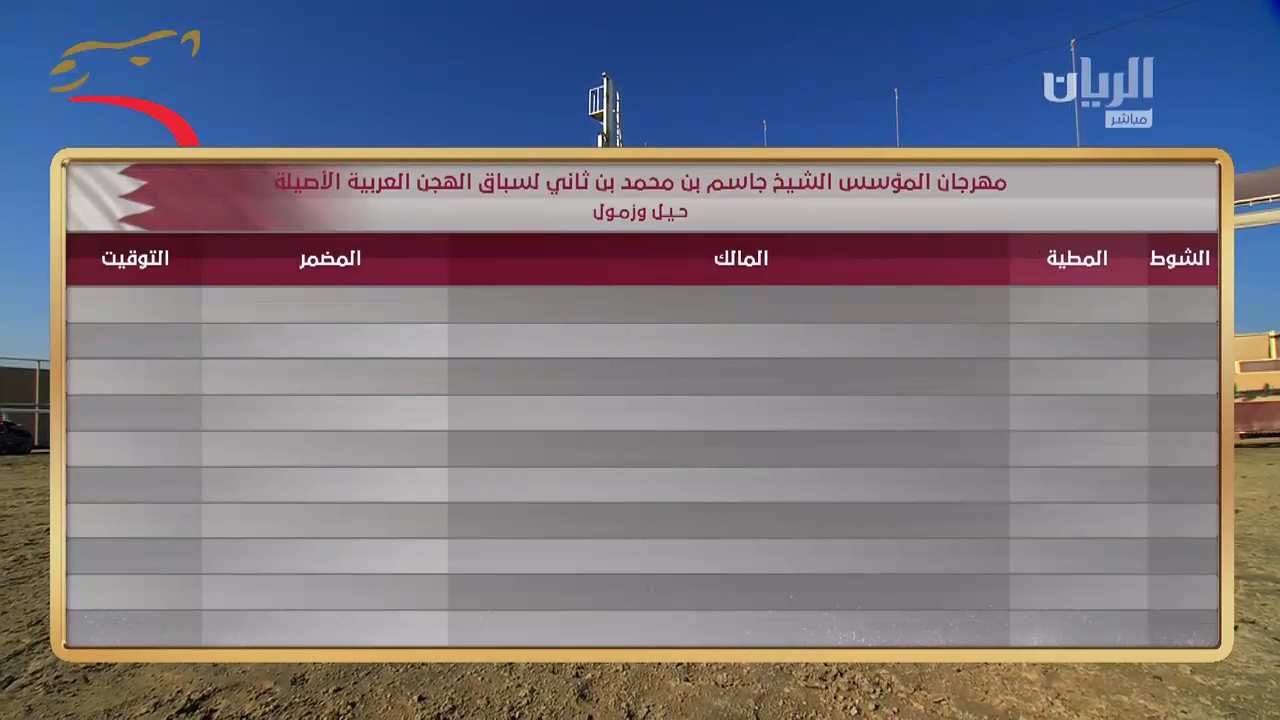 الريان
مباشر
مهرجان المؤسس الشيخ جاسم بن محمد بن ثاني لسباق الهجن العربية الأصيلة
حيل وزمول
الشوط المطية المالك المضمر التوقيت